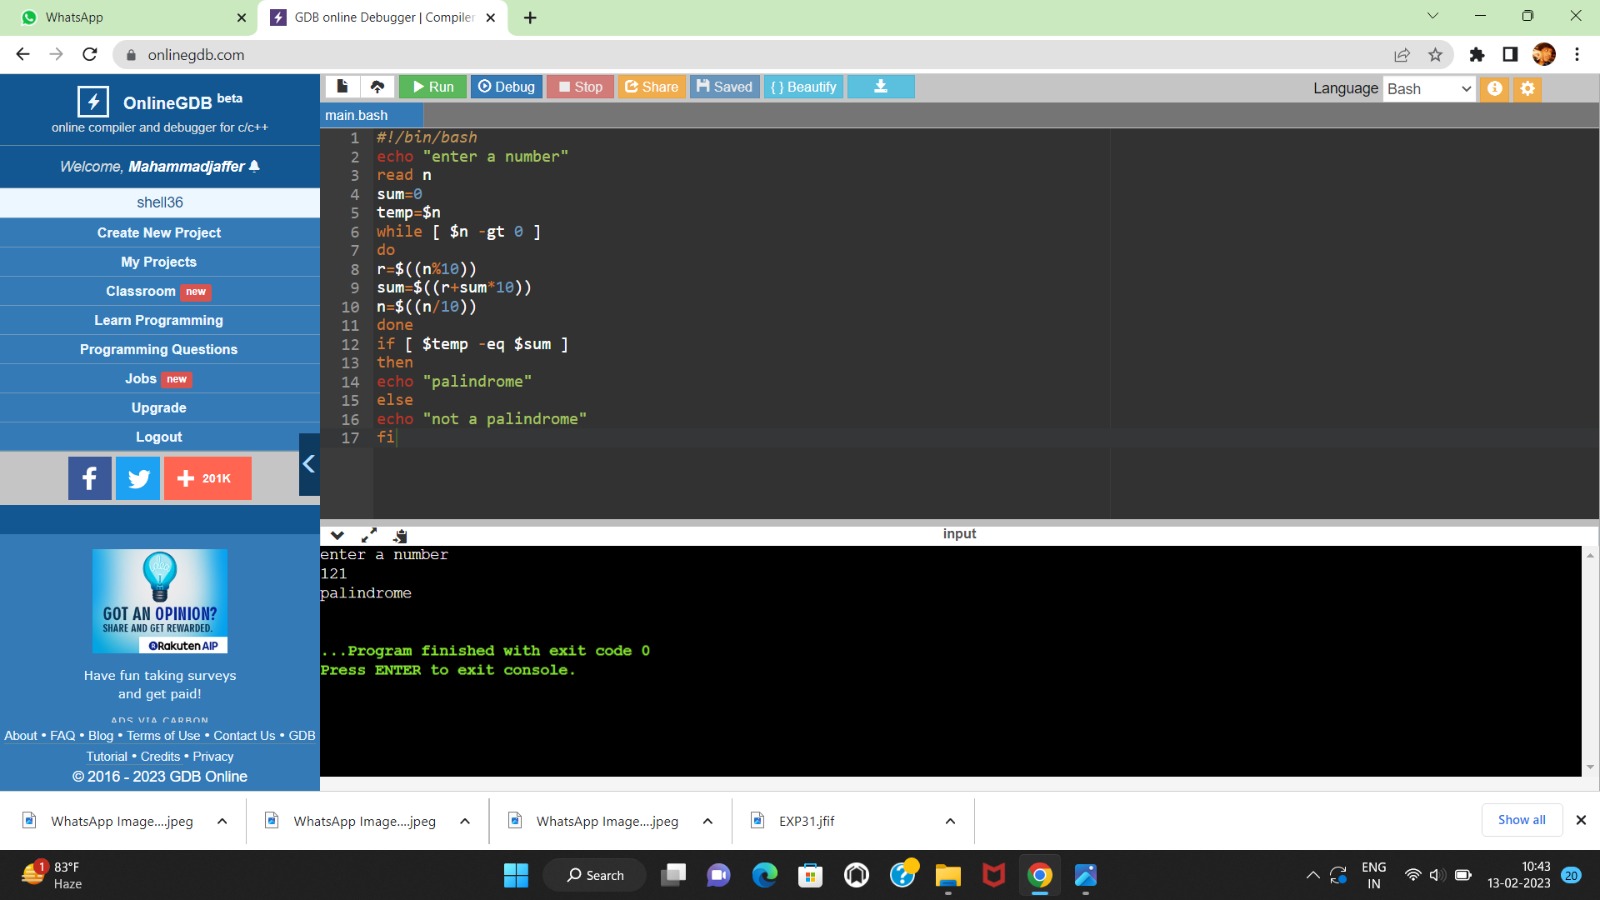 WhatsApp
GDB online Debugger | Compiler
onlinegdb.com
OnlineGDB beta
online compiler and debugger for c/c++
Welcome, Mahammadjaffer
shell36
Create New Project
My Projects
Classroom new
Learn Programming
Programming Questions
Jobs new
Upgrade
Logout
201K
GOT AN OPINION?
SHARE AND GET REWARDED.
Rakuten AIP
Have fun taking surveys
and get paid!
ADS VIA CARBON
About • FAQ • Blog • Terms of Use • Contact Us • GDB
Tutorial • Credits • Privacy
© 2016 - 2023 GDB Online
Run Debug Stop Share Saved { } Beautify
Language Bash
main.bash
1 #!/bin/bash
2 echo "enter a number"
3 read n
4 sum=0
5 temp=$n
6 while [ $n -gt 0 ]
7 do
8 r=$((n%10))
9 sum=$((r+sum*10))
10 n=$((n/10))
11 done
12 if [ $temp -eq $sum ]
13 then
14 echo "palindrome"
15 else
16 echo "not a palindrome"
17 fi
input
enter a number
121
palindrome
...Program finished with exit code 0
Press ENTER to exit console.
WhatsApp Image....jpeg
WhatsApp Image....jpeg
WhatsApp Image....jpeg
EXP31.jfif
Show all
1
83°F
Haze
Search
ENG
IN
10:43
13-02-2023
20